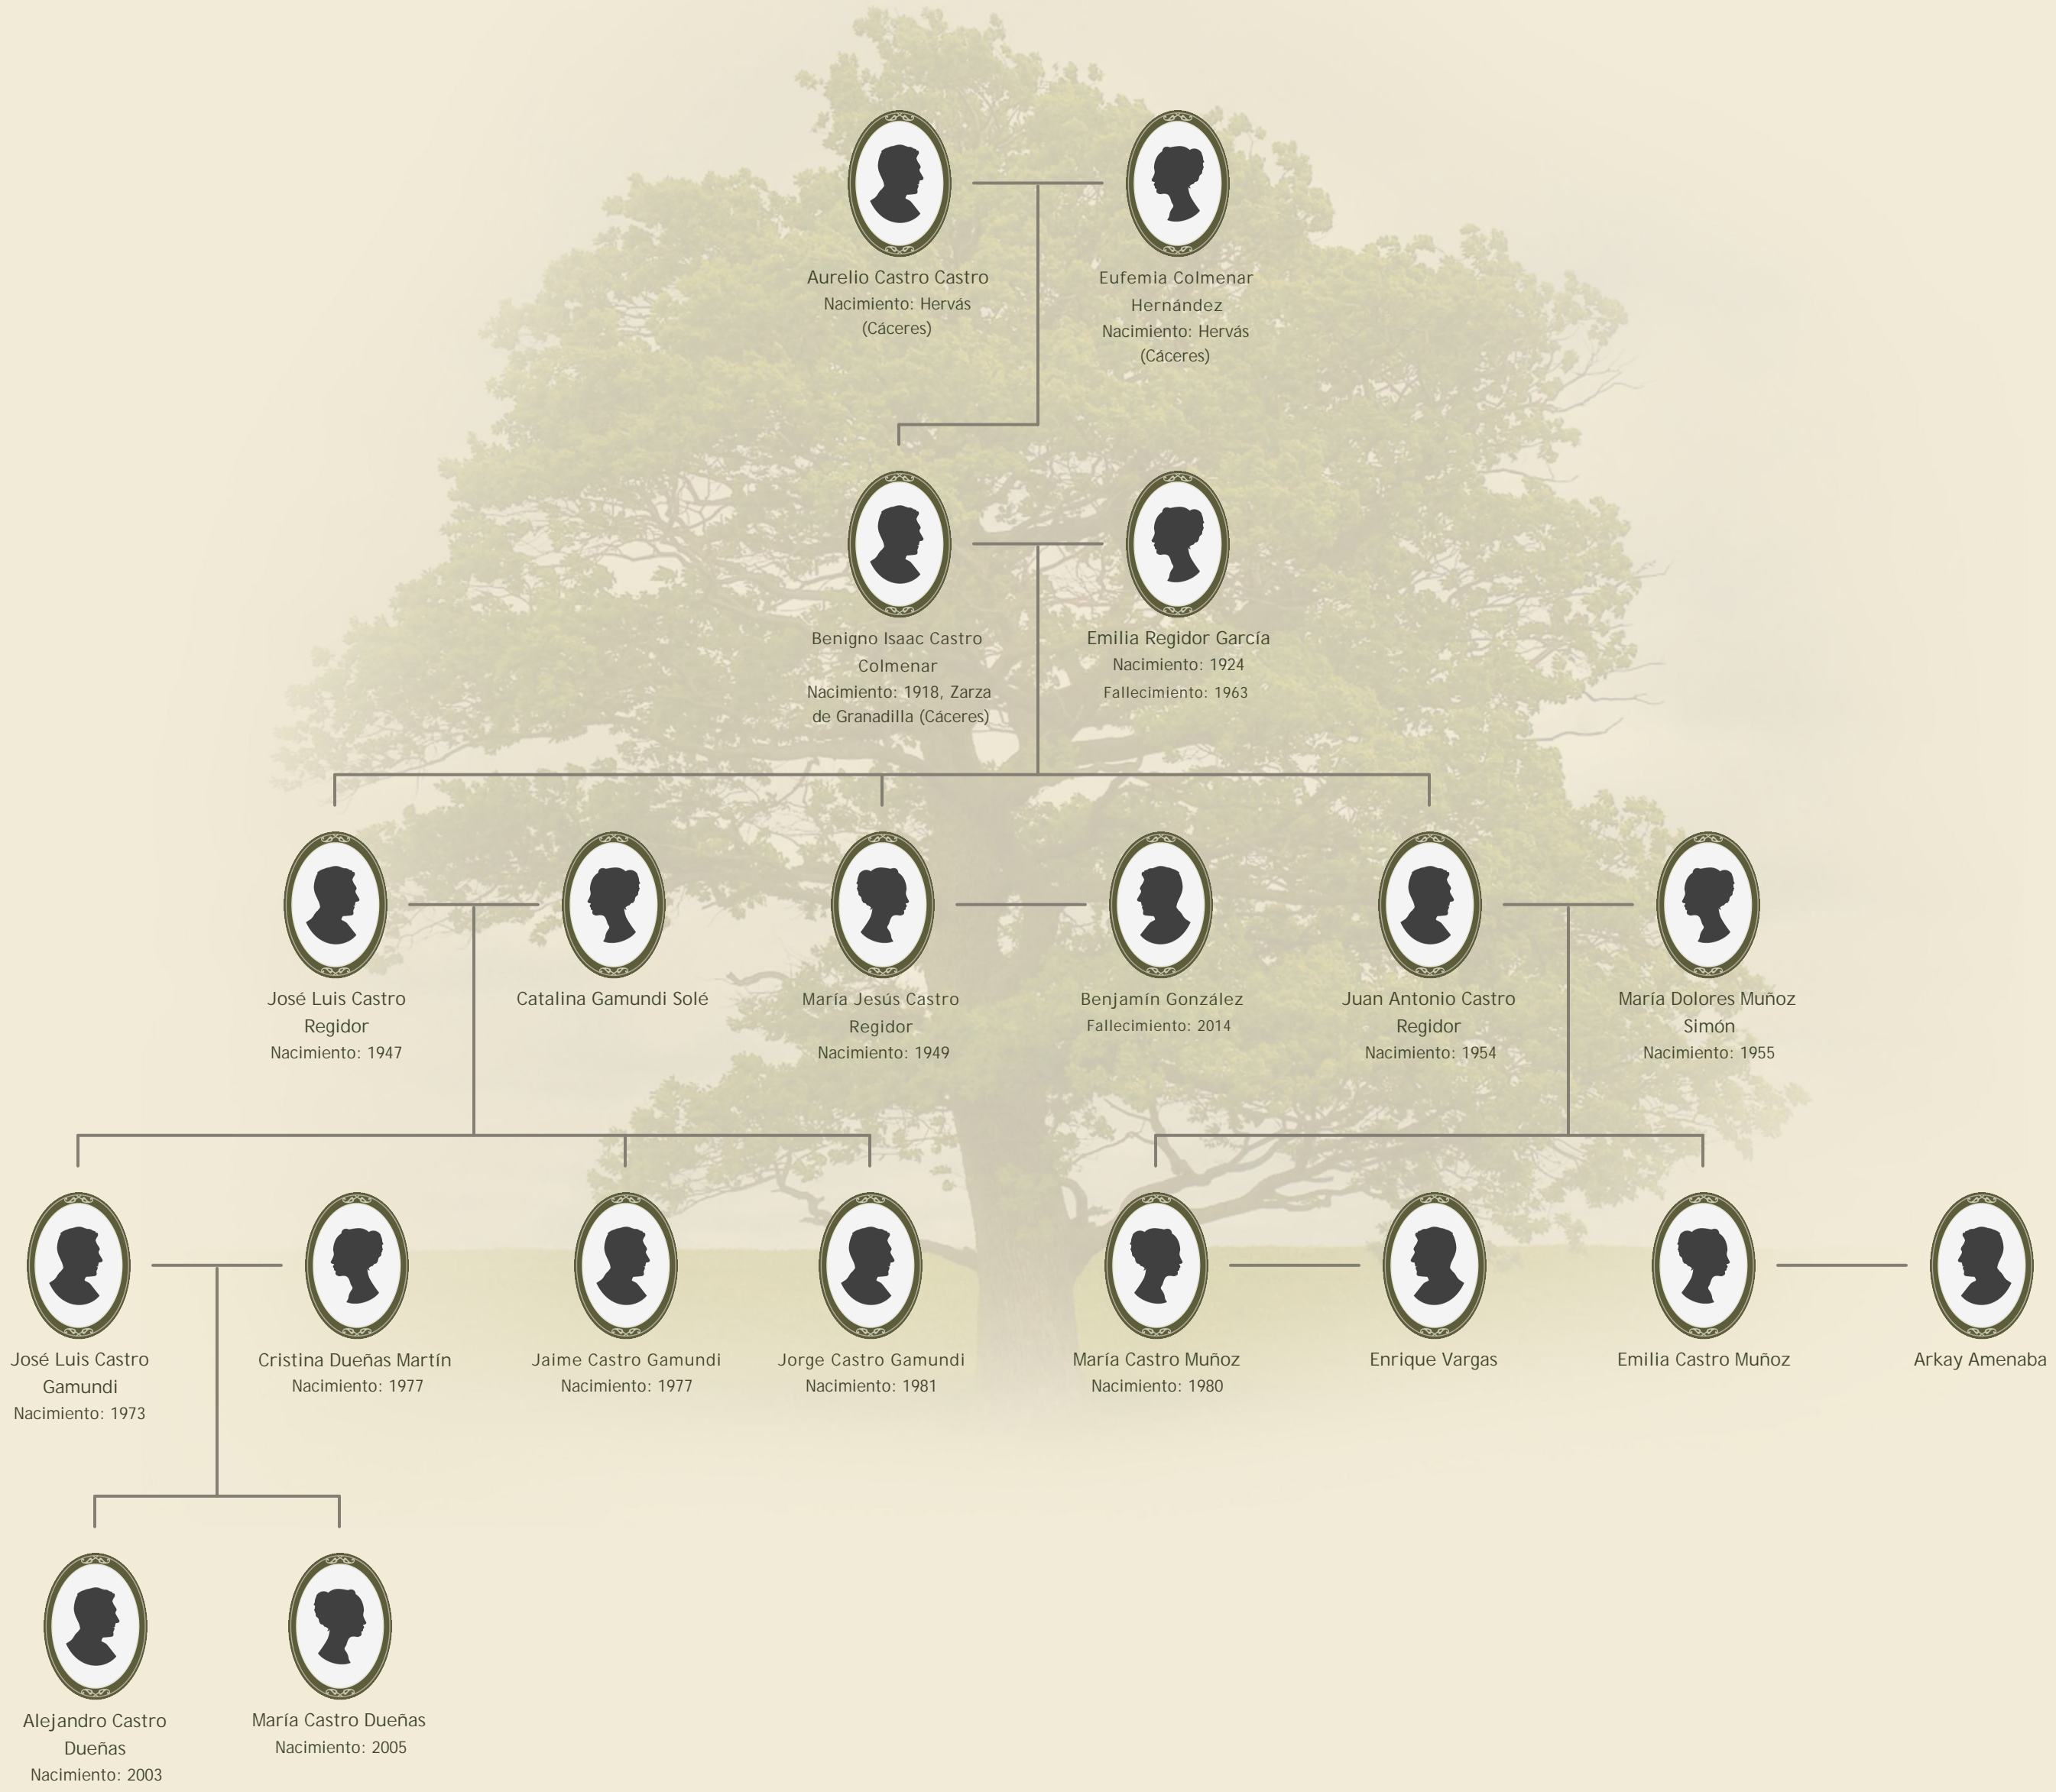 Aurelio Castro Castro
Nacimiento: Hervás
(Cáceres)
Eufemia Colmenar
Hernández
Nacimiento: Hervás
(Cáceres)
Benigno Isaac Castro
Colmenar
Nacimiento: 1918, Zarza
de Granadilla (Cáceres)
Emilia Regidor García
Nacimiento: 1924
Fallecimiento: 1963
José Luis Castro
Regidor
Nacimiento: 1947
Catalina Gamundi Solé
María Jesús Castro
Regidor
Nacimiento: 1949
Benjamín González
Fallecimiento: 2014
Juan Antonio Castro
Regidor
Nacimiento: 1954
María Dolores Muñoz
Simón
Nacimiento: 1955
José Luis Castro
Gamundi
Nacimiento: 1973
Cristina Dueñas Martín
Nacimiento: 1977
Jaime Castro Gamundi
Nacimiento: 1977
Jorge Castro Gamundi
Nacimiento: 1981
María Castro Muñoz
Nacimiento: 1980
Enrique Vargas
Emilia Castro Muñoz
Arkay Amenaba
Alejandro Castro
Dueñas
Nacimiento: 2003
María Castro Dueñas
Nacimiento: 2005